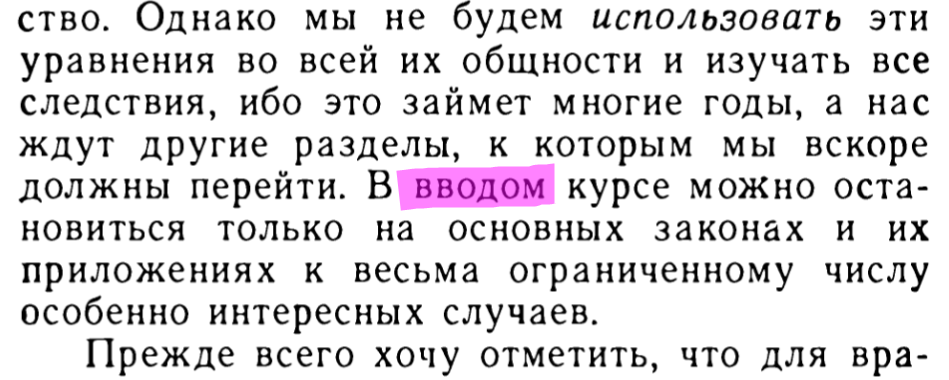 ство. Однако мы не будем использовать эти
уравнения во всей их общности и изучать все
следствия, ибо это займет многие годы, а нас
ждут другие разделы, к которым мы вскоре
должны перейти. В вводом курсе можно оста-
новиться только на основных законах и их
приложениях к весьма ограниченному числу
особенно интересных случаев.
Прежде всего хочу отметить, что для вра-